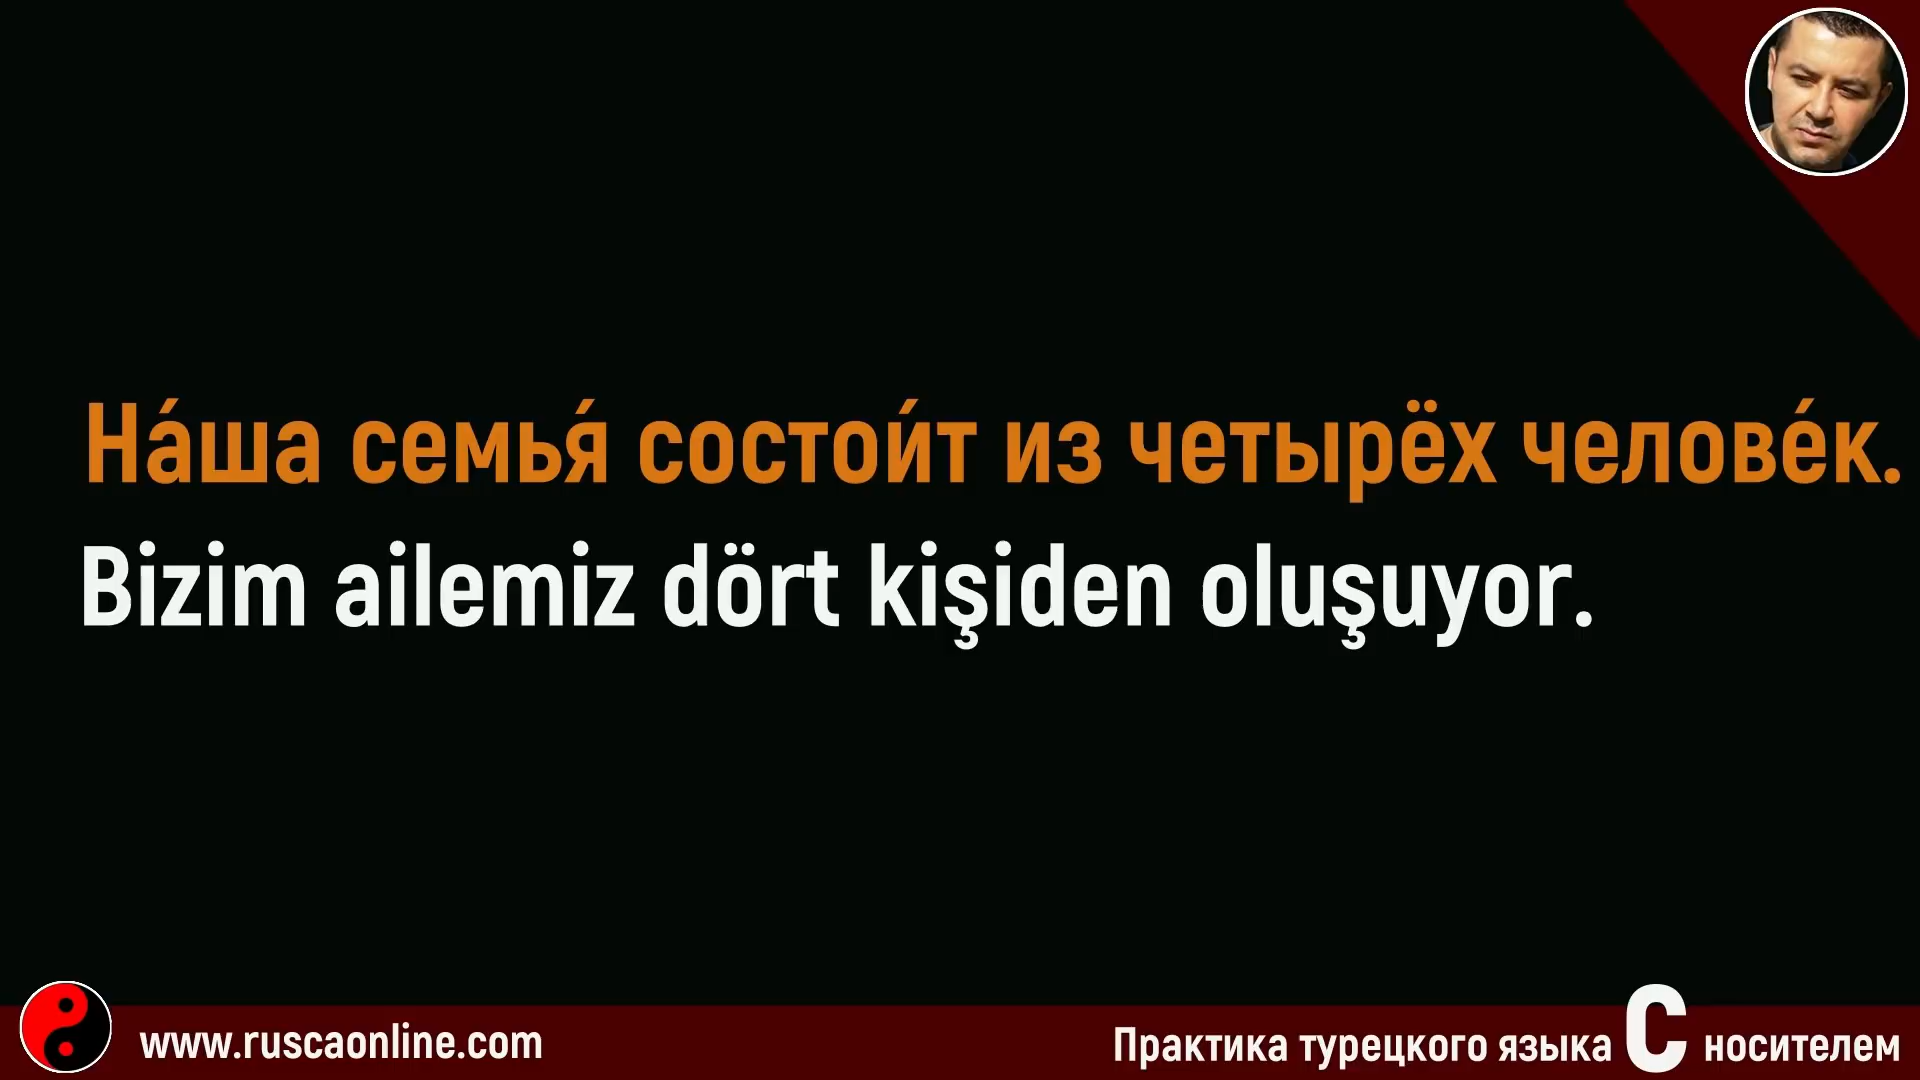 На́ша семья́ состои́т из четырёх челове́к.
Bizim ailemiz dört kişiden oluşuyor.
www.ruscaonline.com
Практика турецкого языка С носителем